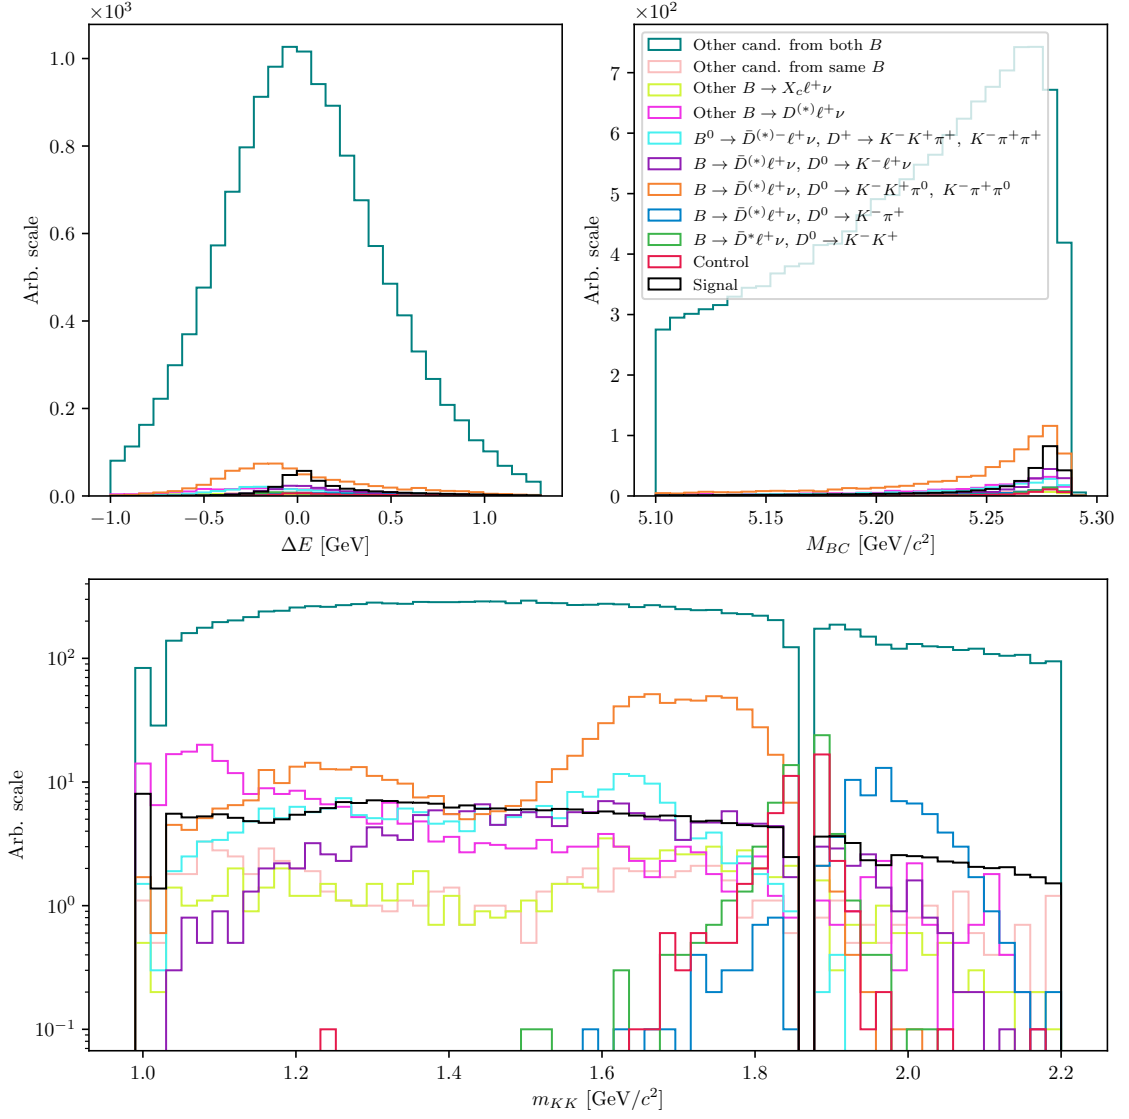 ×10³
1.0
0.8
0.6
0.4
0.2
0.0
Arb. scale
−1.0
−0.5
0.0
0.5
1.0
ΔE [GeV]
×10²
7
6
5
4
3
2
1
0
Arb. scale
Other cand. from both B
Other cand. from same B
Other B → X_c ℓ⁺ν
Other B → D⁽*⁾ℓ⁺ν
B⁰ → D̄⁽*⁾⁻ℓ⁺ν, D⁺ → K⁻K⁺π⁺, K⁻π⁺π⁺
B → D̄⁽*⁾ℓ⁺ν, D⁰ → K⁻ℓ⁺ν
B → D̄⁽*⁾ℓ⁺ν, D⁰ → K⁻K⁺π⁰, K⁻π⁺π⁰
B → D̄⁽*⁾ℓ⁺ν, D⁰ → K⁻π⁺
B → D̄*ℓ⁺ν, D⁰ → K⁻K⁺
Control
Signal
5.10
5.15
5.20
5.25
5.30
M_BC [GeV/c²]
10²
10¹
10⁰
10⁻¹
Arb. scale
1.0
1.2
1.4
1.6
1.8
2.0
2.2
m_KK [GeV/c²]